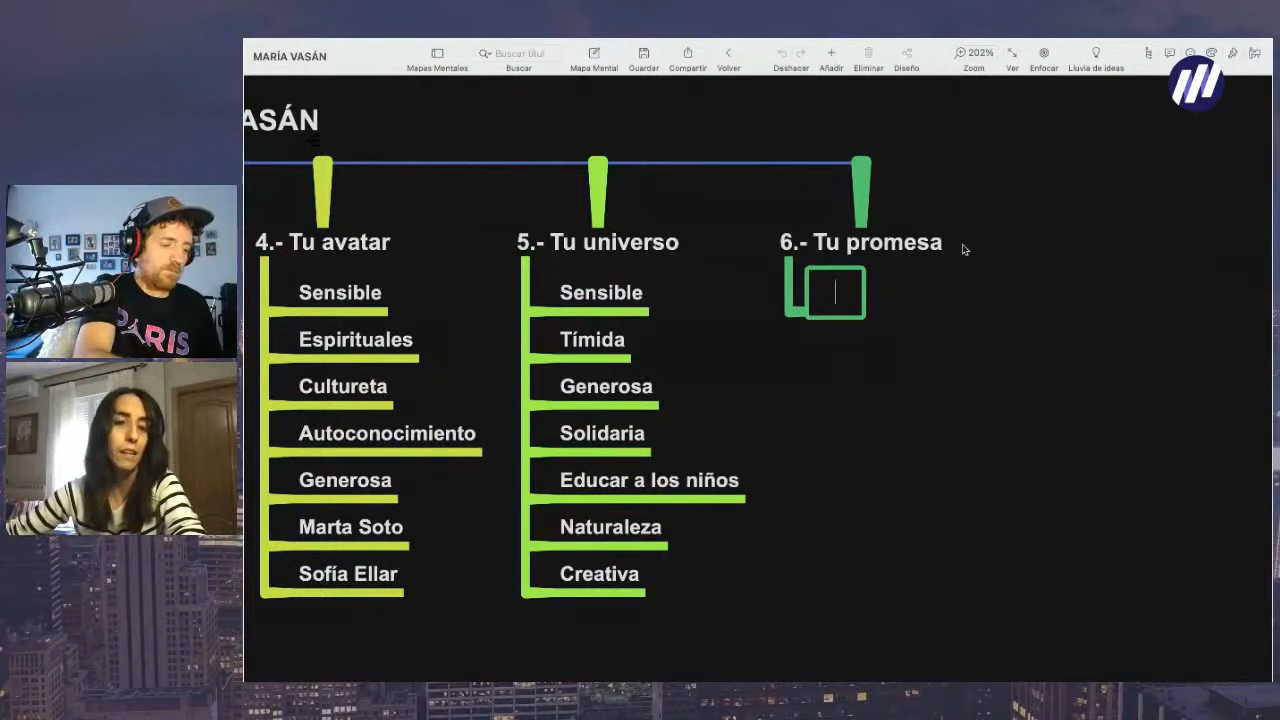 MARÍA VASÁN
Mapas Mentales
Buscar títul
Buscar
Mapa Mental
Guardar
Compartir
Volver
Deshacer
Añadir
Eliminar
Diseño
202%
Zoom
Ver
Enfocar
Lluvia de ideas
ASÁN
4.- Tu avatar
Sensible
Espirituales
Cultureta
Autoconocimiento
Generosa
Marta Soto
Sofía Ellar
5.- Tu universo
Sensible
Tímida
Generosa
Solidaria
Educar a los niños
Naturaleza
Creativa
6.- Tu promesa
PARIS